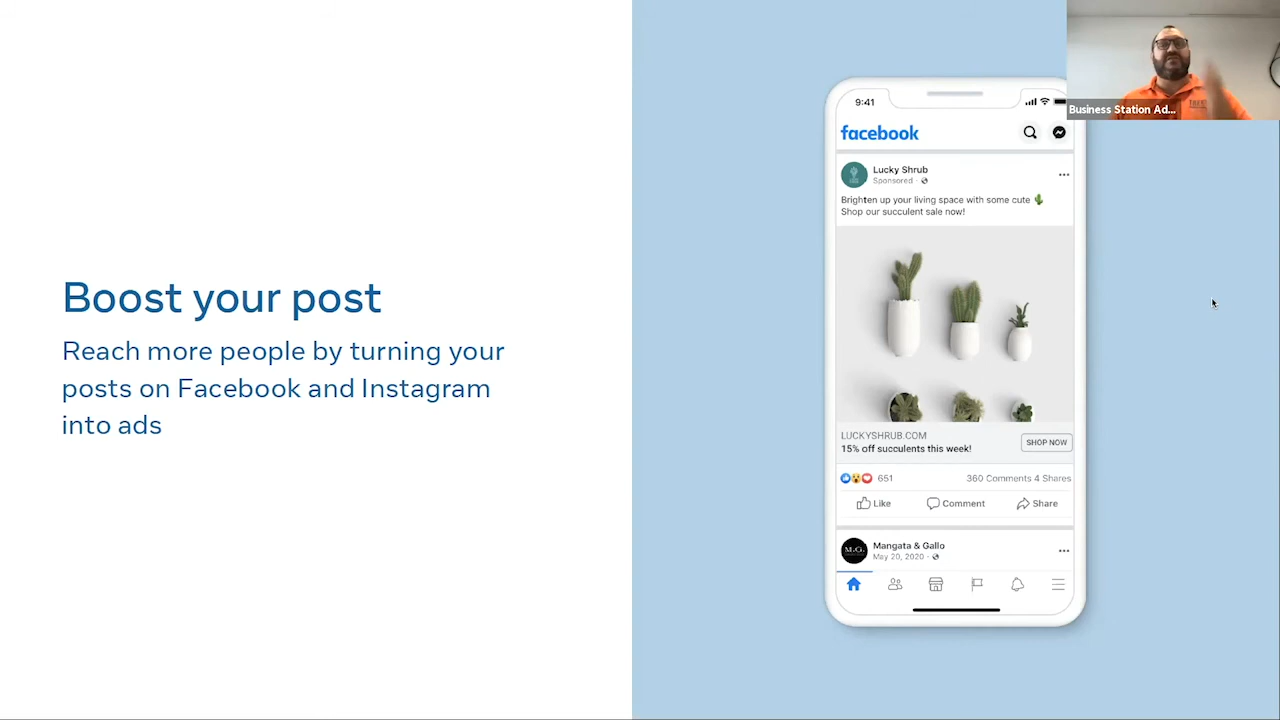 Boost your post
Reach more people by turning your
posts on Facebook and Instagram
into ads
Business Station Ad...
9:41
facebook
Lucky Shrub
Sponsored ·
Brighten up your living space with some cute 🌵
Shop our succulent sale now!
LUCKYSHRUB.COM
15% off succulents this week!
SHOP NOW
651
360 Comments 4 Shares
Like
Comment
Share
M.G.
Mangata & Gallo
May 20, 2020 ·